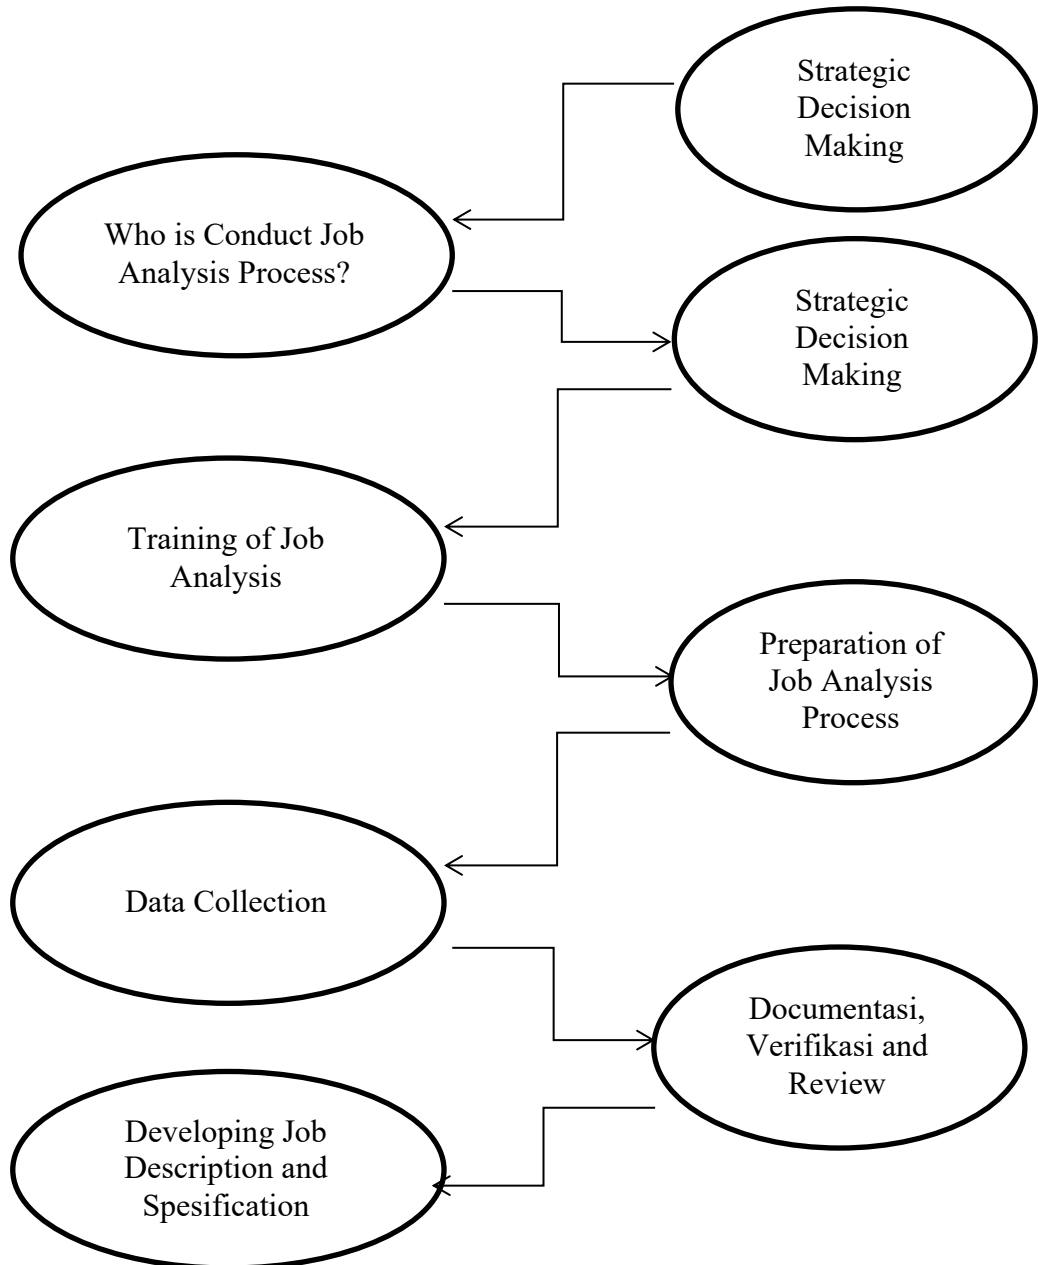 Strategic
Decision
Making
Who is Conduct Job
Analysis Process?
Strategic
Decision
Making
Training of Job
Analysis
Preparation of
Job Analysis
Process
Data Collection
Documentasi,
Verifikasi and
Review
Developing Job
Description and
Spesification